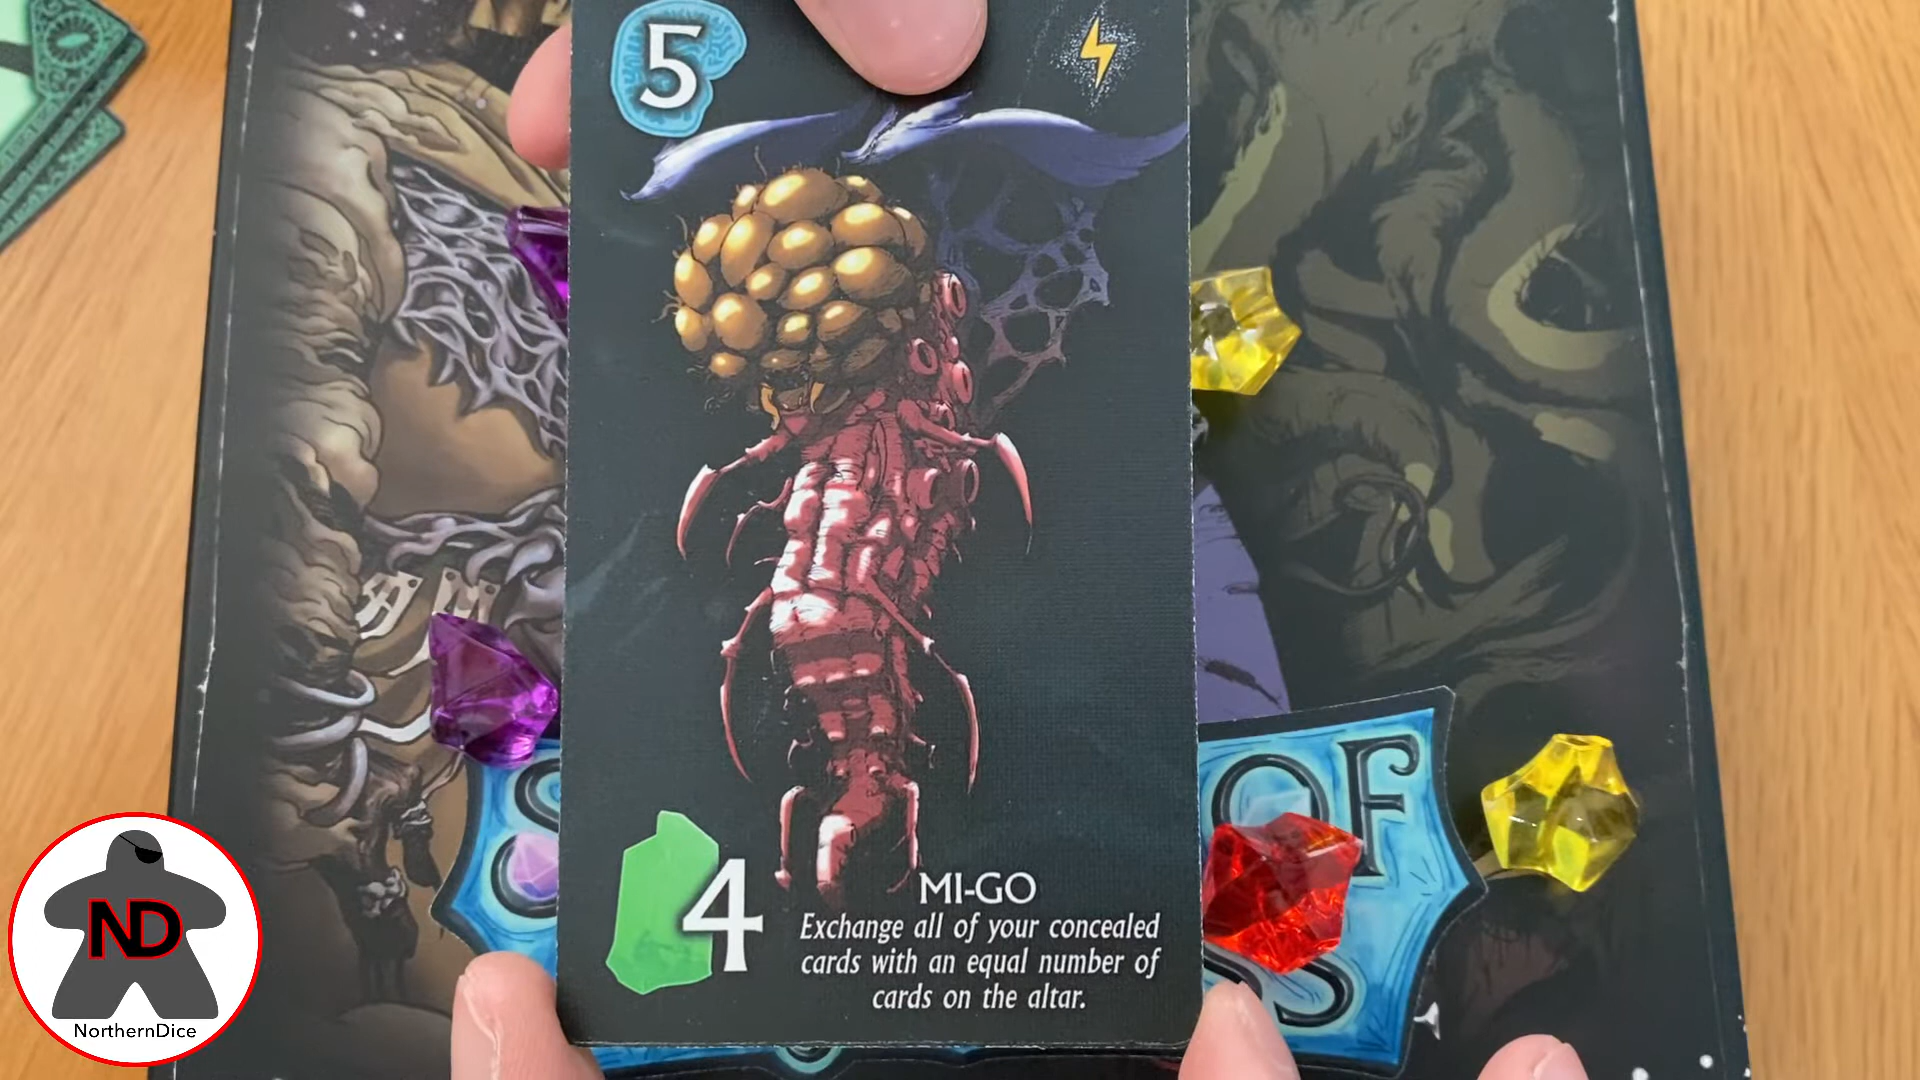 5
4
MI-GO
Exchange all of your concealed
cards with an equal number of
cards on the altar.
OF
ND
NorthernDice